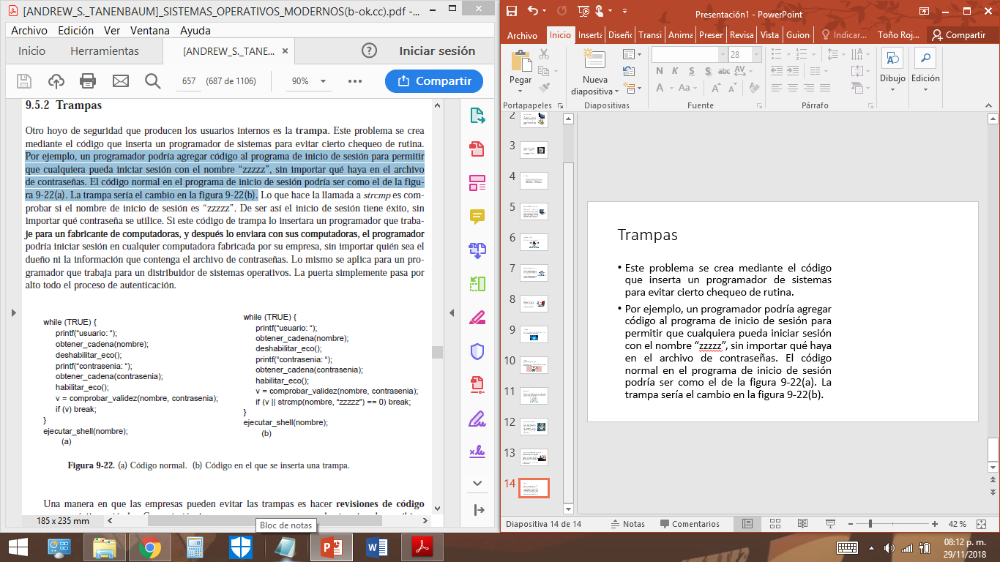 [ANDREW_S._TANENBAUM]_SISTEMAS_OPERATIVOS_MODERNOS(b-ok.cc).pdf -...
Archivo Edición Ver Ventana Ayuda
Inicio Herramientas [ANDREW_S._TANE... Iniciar sesión
657 (687 de 1106) 90% Compartir
9.5.2 Trampas
Otro hoyo de seguridad que producen los usuarios internos es la trampa. Este problema se crea
mediante el código que inserta un programador de sistemas para evitar cierto chequeo de rutina.
Por ejemplo, un programador podría agregar código al programa de inicio de sesión para permitir
que cualquiera pueda iniciar sesión con el nombre “zzzzz”, sin importar qué haya en el archivo
de contraseñas. El código normal en el programa de inicio de sesión podría ser como el de la figu-
ra 9-22(a). La trampa sería el cambio en la figura 9-22(b). Lo que hace la llamada a strcmp es com-
probar si el nombre de inicio de sesión es “zzzzz”. De ser así el inicio de sesión tiene éxito, sin
importar qué contraseña se utilice. Si este código de trampa lo insertara un programador que traba-
je para un fabricante de computadoras, y después lo enviara con sus computadoras, el programador
podría iniciar sesión en cualquier computadora fabricada por su empresa, sin importar quién sea el
dueño ni la información que contenga el archivo de contraseñas. Lo mismo se aplica para un pro-
gramador que trabaja para un distribuidor de sistemas operativos. La puerta simplemente pasa por
alto todo el proceso de autenticación.
while (TRUE) {
printf(“usuario: “);
obtener_cadena(nombre);
deshabilitar_eco();
printf(“contrasenia: “);
obtener_cadena(contrasenia);
habilitar_eco();
v = comprobar_validez(nombre, contrasenia);
if (v) break;
}
ejecutar_shell(nombre);
(a)
while (TRUE) {
printf(“usuario: “);
obtener_cadena(nombre);
deshabilitar_eco();
printf(“contrasenia: “);
obtener_cadena(contrasenia);
habilitar_eco();
v = comprobar_validez(nombre, contrasenia);
if (v || strcmp(nombre, “zzzzz”) == 0) break;
}
ejecutar_shell(nombre);
(b)
Figura 9-22. (a) Código normal. (b) Código en el que se inserta una trampa.
Una manera en que las empresas pueden evitar las trampas es hacer revisiones de código
185 x 235 mm
Bloc de notas
Presentación1 - PowerPoint
Archivo Inicio Inserta Diseño Transi Anima Preser Revisa Vista Guion Indicar... Toño Roj... Compartir
Pegar
Nueva
diapositiva
28
N K S S abc AV
A Aa A A
Dibujo
Edición
Portapapeles Diapositivas Fuente Párrafo
2
3
4
5
6
7
8
9
10
11
12
13
14
Trampas
• Este problema se crea mediante el código
que inserta un programador de sistemas
para evitar cierto chequeo de rutina.
• Por ejemplo, un programador podría agregar
código al programa de inicio de sesión para
permitir que cualquiera pueda iniciar sesión
con el nombre “zzzzz”, sin importar qué haya
en el archivo de contraseñas. El código
normal en el programa de inicio de sesión
podría ser como el de la figura 9-22(a). La
trampa sería el cambio en la figura 9-22(b).
Diapositiva 14 de 14 Notas Comentarios 42 %
08:12 p. m.
29/11/2018